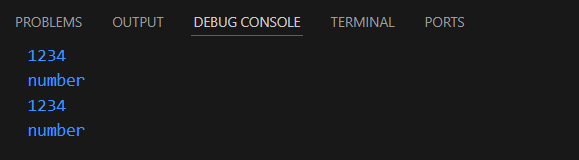 PROBLEMS OUTPUT DEBUG CONSOLE TERMINAL PORTS
1234
number
1234
number